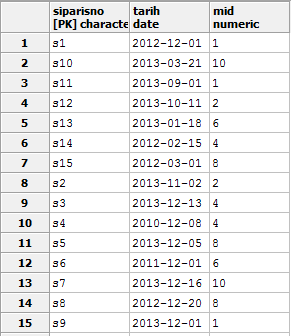 siparisno tarih mid
[PK] characte date numeric
1 s1 2012-12-01 1
2 s10 2012-03-21 10
3 s11 2013-09-01 1
4 s12 2013-10-11 2
5 s13 2013-01-18 6
6 s14 2012-02-15 4
7 s15 2012-03-01 8
8 s2 2013-11-02 2
9 s3 2013-12-13 4
10 s4 2010-12-08 4
11 s5 2013-12-05 8
12 s6 2011-12-01 6
13 s7 2013-12-16 10
14 s8 2012-12-20 8
15 s9 2013-12-01 1